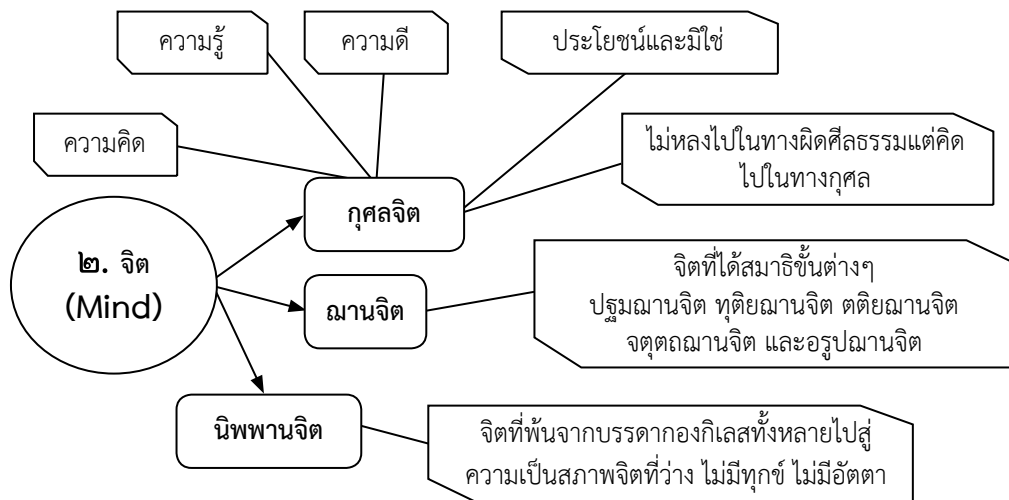 ความรู้
ความดี
ประโยชน์และมิใช่
ความคิด
ไม่หลงไปในทางผิดศีลธรรมแต่คิด
ไปในทางกุศล
กุศลจิต
๒. จิต
(Mind)
จิตที่ได้สมาธิขั้นต่างๆ
ปฐมฌานจิต ทุติยฌานจิต ตติยฌานจิต
จตุตถฌานจิต และอรูปฌานจิต
ฌานจิต
นิพพานจิต
จิตที่พ้นจากบรรดากองกิเลสทั้งหลายไปสู่
ความเป็นสภาพจิตที่ว่าง ไม่มีทุกข์ ไม่มีอัตตา